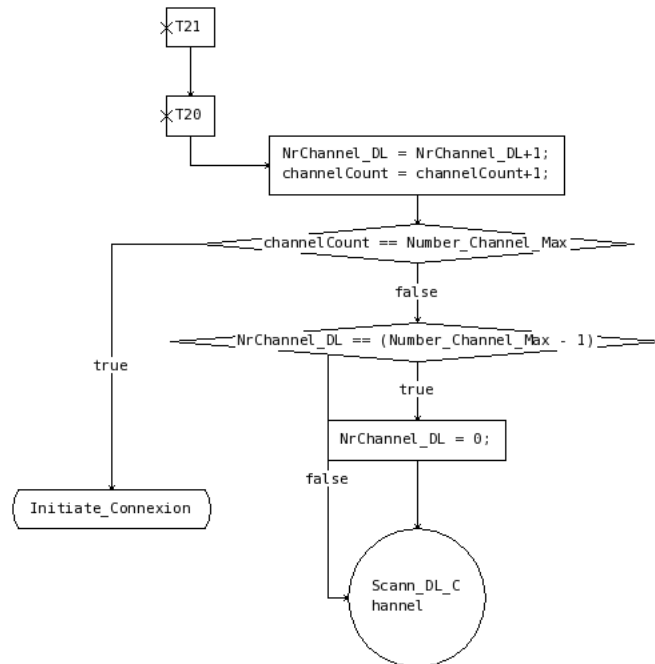 T21
T20
NrChannel_DL = NrChannel_DL+1;
channelCount = channelCount+1;
channelCount == Number_Channel_Max
false
NrChannel_DL == (Number_Channel_Max - 1)
true
true
NrChannel_DL = 0;
false
Initiate_Connexion
Scann_DL_C
hannel